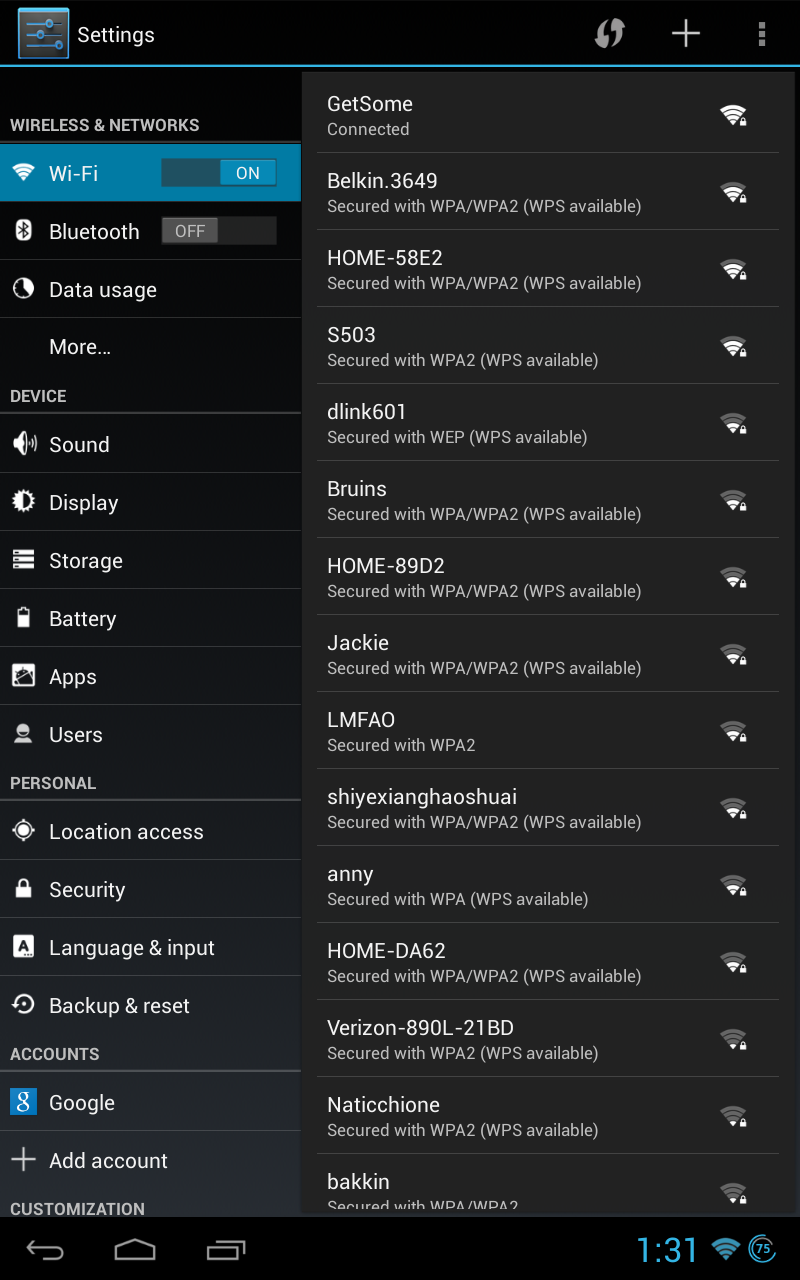 Settings
WIRELESS & NETWORKS
Wi-Fi ON
Bluetooth OFF
Data usage
More...
DEVICE
Sound
Display
Storage
Battery
Apps
Users
PERSONAL
Location access
Security
Language & input
A
Backup & reset
ACCOUNTS
g Google
Add account
CUSTOMIZATION
GetSome
Connected
Belkin.3649
Secured with WPA/WPA2 (WPS available)
HOME-58E2
Secured with WPA/WPA2 (WPS available)
S503
Secured with WPA2 (WPS available)
dlink601
Secured with WEP (WPS available)
Bruins
Secured with WPA/WPA2 (WPS available)
HOME-89D2
Secured with WPA/WPA2 (WPS available)
Jackie
Secured with WPA/WPA2 (WPS available)
LMFAO
Secured with WPA2
shiyexianghaoshuai
Secured with WPA/WPA2 (WPS available)
anny
Secured with WPA (WPS available)
HOME-DA62
Secured with WPA/WPA2 (WPS available)
Verizon-890L-21BD
Secured with WPA2 (WPS available)
Naticchione
Secured with WPA2 (WPS available)
bakkin
Secured with WPA/WPA2
1:31 75